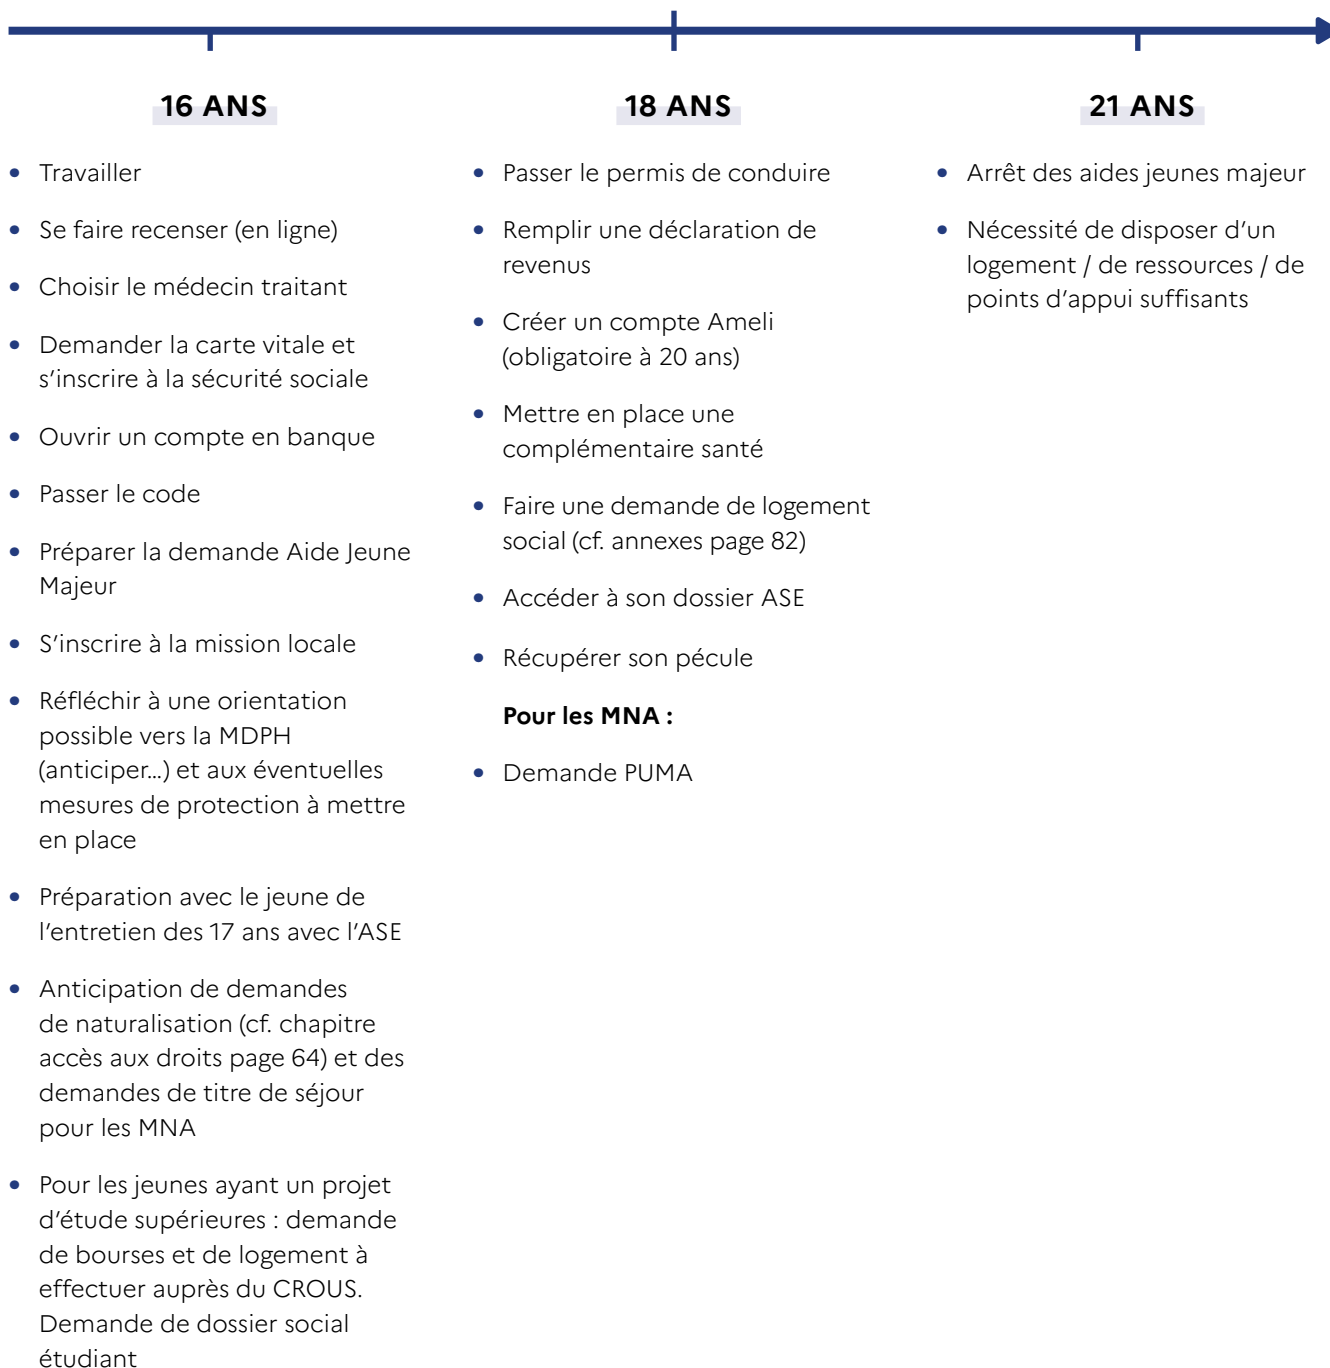 16 ANS
• Travailler
• Se faire recenser (en ligne)
• Choisir le médecin traitant
• Demander la carte vitale et
s’inscrire à la sécurité sociale
• Ouvrir un compte en banque
• Passer le code
• Préparer la demande Aide Jeune
Majeur
• S’inscrire à la mission locale
• Réfléchir à une orientation
possible vers la MDPH
(anticiper…) et aux éventuelles
mesures de protection à mettre
en place
• Préparation avec le jeune de
l’entretien des 17 ans avec l’ASE
• Anticipation de demandes
de naturalisation (cf. chapitre
accès aux droits page 64) et des
demandes de titre de séjour
pour les MNA
• Pour les jeunes ayant un projet
d’étude supérieures : demande
de bourses et de logement à
effectuer auprès du CROUS.
Demande de dossier social
étudiant
18 ANS
• Passer le permis de conduire
• Remplir une déclaration de
revenus
• Créer un compte Ameli
(obligatoire à 20 ans)
• Mettre en place une
complémentaire santé
• Faire une demande de logement
social (cf. annexes page 82)
• Accéder à son dossier ASE
• Récupérer son pécule
Pour les MNA :
• Demande PUMA
21 ANS
• Arrêt des aides jeunes majeur
• Nécessité de disposer d’un
logement / de ressources / de
points d’appui suffisants